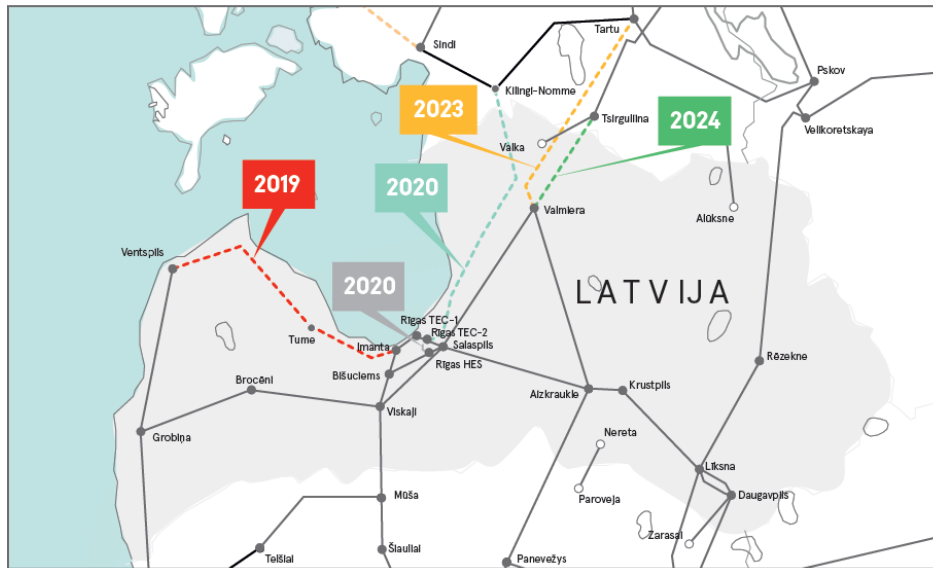 Sindi
Tartu
Kilingi-Nomme
Pskov
Velikoretskaya
2023
Tsirguliina
2024
Valka
2019
2020
Valmiera
Alūksne
Ventspils
LATVIJA
2020
Rīgas TEC-1
Rīgas TEC-2
Tume
Imanta
Salaspils
Rīgas HES
Rēzekne
Bišuciems
Brocēni
Aizkraukle
Krustpils
Viskaļi
Grobiņa
Nereta
Līksna
Mūša
Paroveja
Daugavpils
Zarasai
Telšiai
Šiauliai
Panevėžys